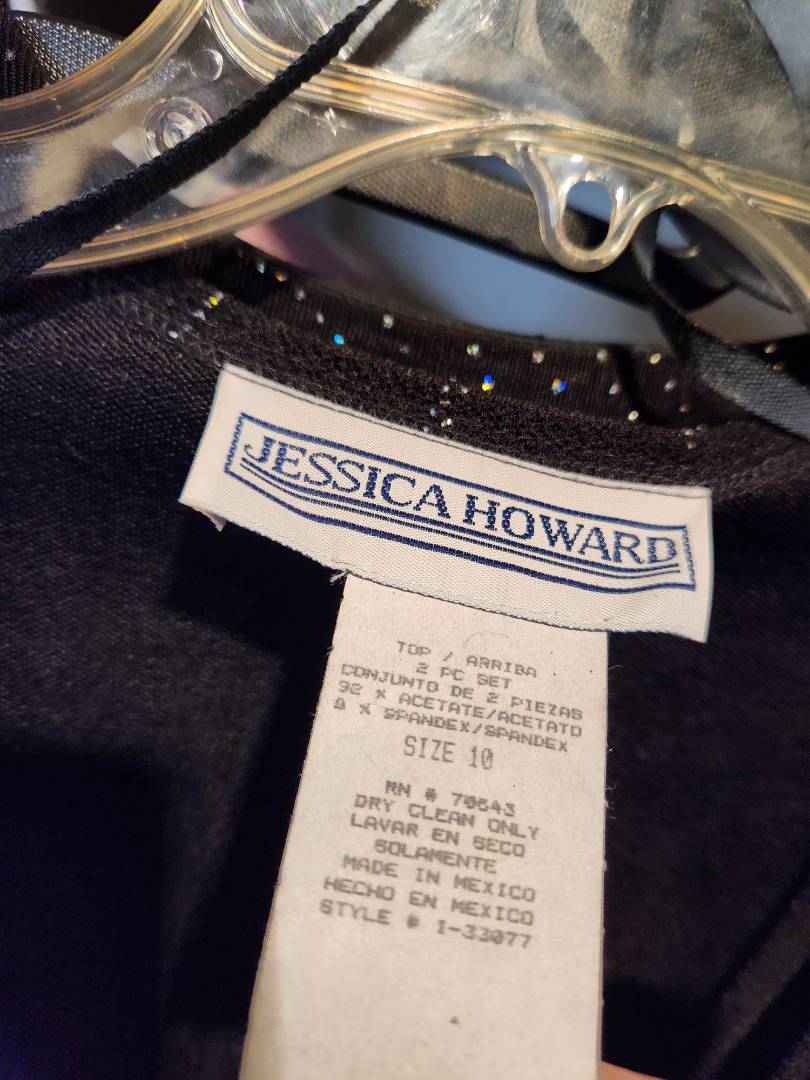 JESSICA HOWARD
TOP / ARRIBA
2 PC SET
CONJUNTO DE 2 PIEZAS
92 % ACETATE/ACETATO
8 % SPANDEX/SPANDEX
SIZE 10
RN # 70643
DRY CLEAN ONLY
LAVAR EN SECO
SOLAMENTE
MADE IN MEXICO
HECHO EN MEXICO
STYLE # 1-33077